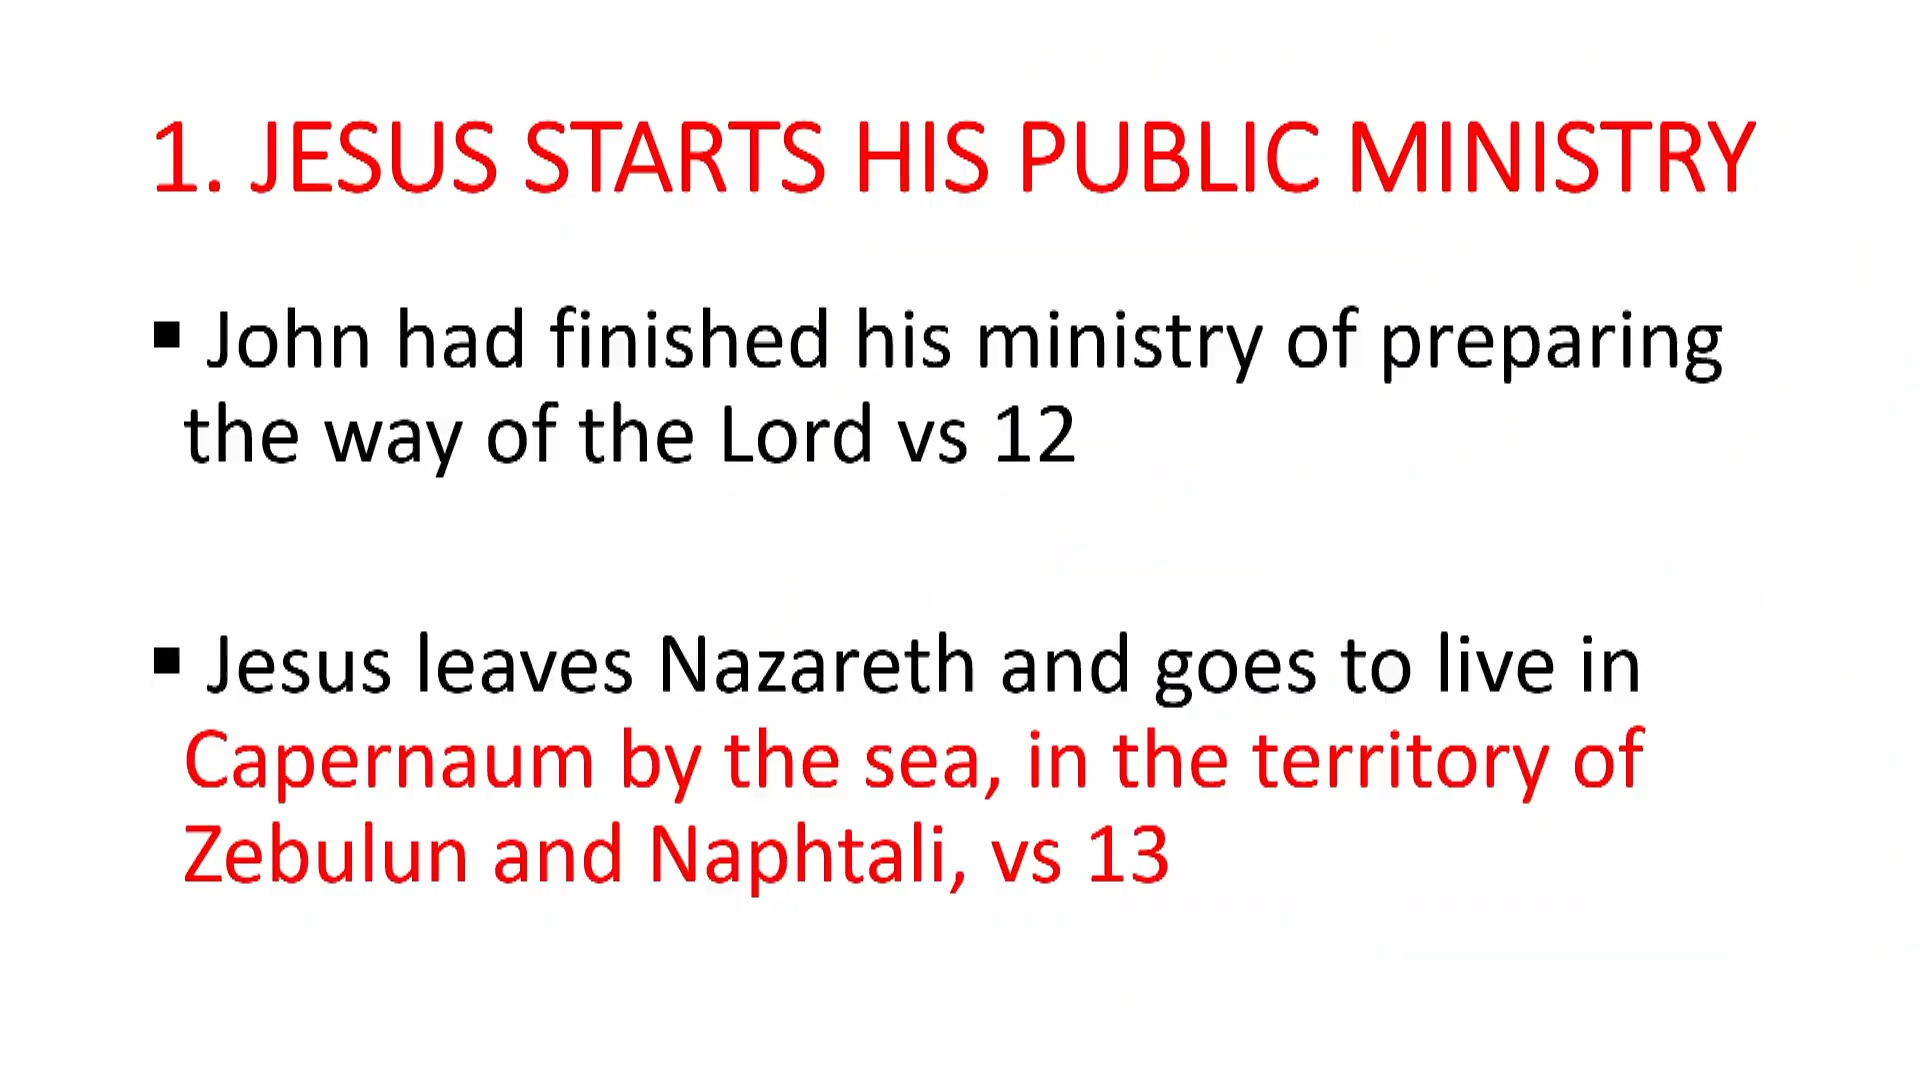 1. JESUS STARTS HIS PUBLIC MINISTRY
▪ John had finished his ministry of preparing
the way of the Lord vs 12
▪ Jesus leaves Nazareth and goes to live in
Capernaum by the sea, in the territory of
Zebulun and Naphtali, vs 13